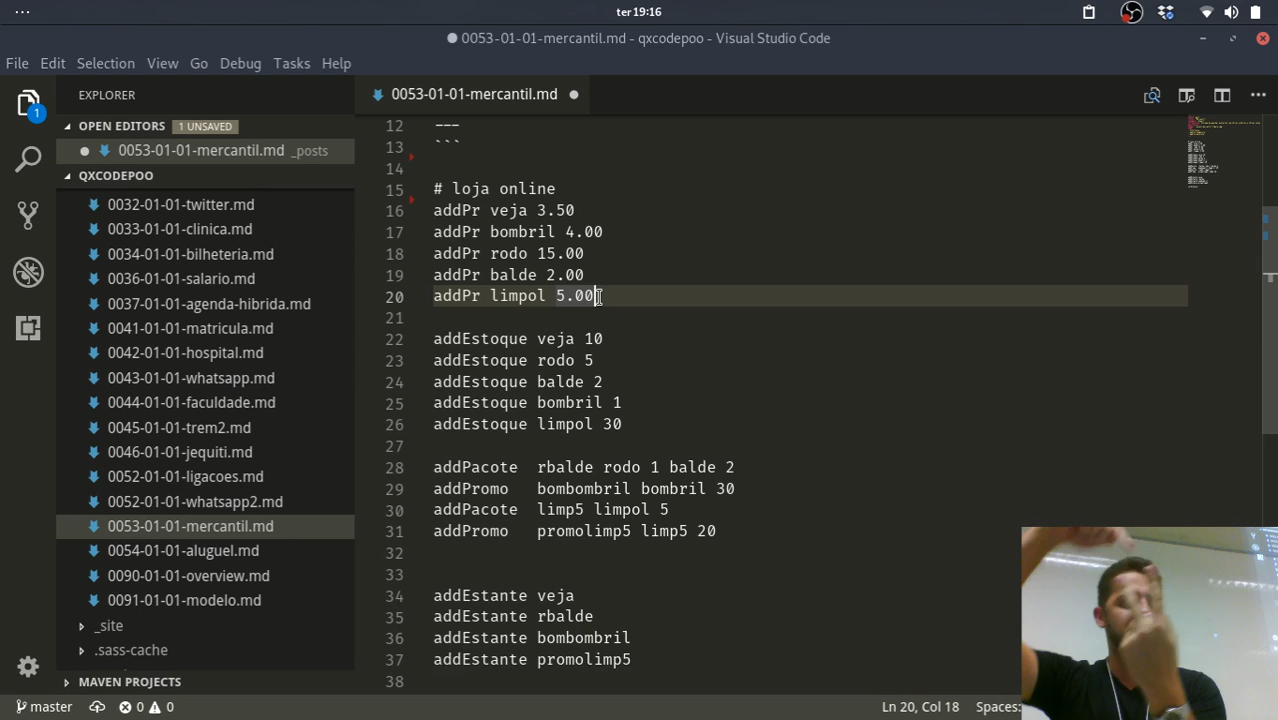 ter 19:16
0053-01-01-mercantil.md - qxcodepoo - Visual Studio Code
File Edit Selection View Go Debug Tasks Help
EXPLORER
0053-01-01-mercantil.md
OPEN EDITORS 1 UNSAVED
0053-01-01-mercantil.md _posts
QXCODEPOO
0032-01-01-twitter.md
0033-01-01-clinica.md
0034-01-01-bilheteria.md
0036-01-01-salario.md
0037-01-01-agenda-hibrida.md
0041-01-01-matricula.md
0042-01-01-hospital.md
0043-01-01-whatsapp.md
0044-01-01-faculdade.md
0045-01-01-trem2.md
0046-01-01-jequiti.md
0052-01-01-ligacoes.md
0052-01-01-whatsapp2.md
0053-01-01-mercantil.md
0054-01-01-aluguel.md
0090-01-01-overview.md
0091-01-01-modelo.md
_site
.sass-cache
MAVEN PROJECTS
1
12 ---
13 ```
14
15 # loja online
16 addPr veja 3.50
17 addPr bombril 4.00
18 addPr rodo 15.00
19 addPr balde 2.00
20 addPr limpol 5.00
21
22 addEstoque veja 10
23 addEstoque rodo 5
24 addEstoque balde 2
25 addEstoque bombril 1
26 addEstoque limpol 30
27
28 addPacote rbalde rodo 1 balde 2
29 addPromo bombombril bombril 30
30 addPacote limp5 limpol 5
31 addPromo promolimp5 limp5 20
32
33
34 addEstante veja
35 addEstante rbalde
36 addEstante bombombril
37 addEstante promolimp5
38
master 0 0 Ln 20, Col 18 Spaces: